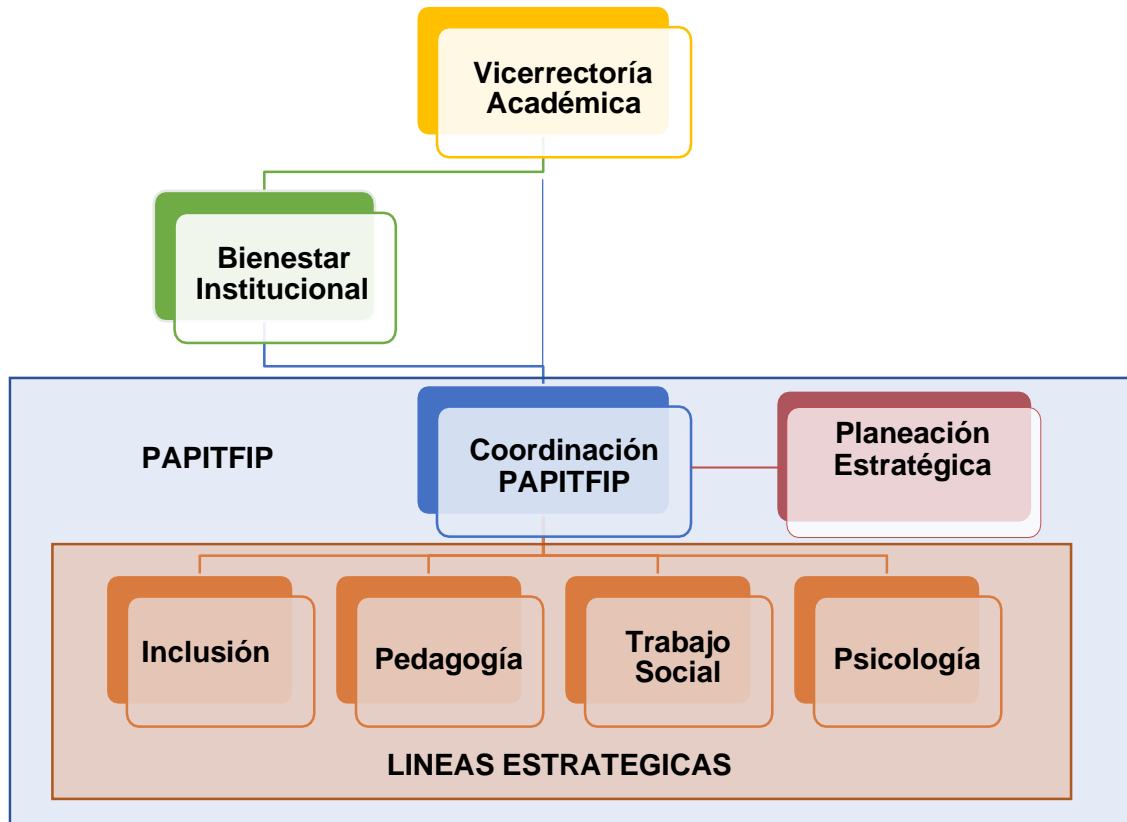 Vicerrectoría
Académica
Bienestar
Institucional
PAPITFIP
Coordinación
PAPITFIP
Planeación
Estratégica
Inclusión
Pedagogía
Trabajo
Social
Psicología
LINEAS ESTRATEGICAS